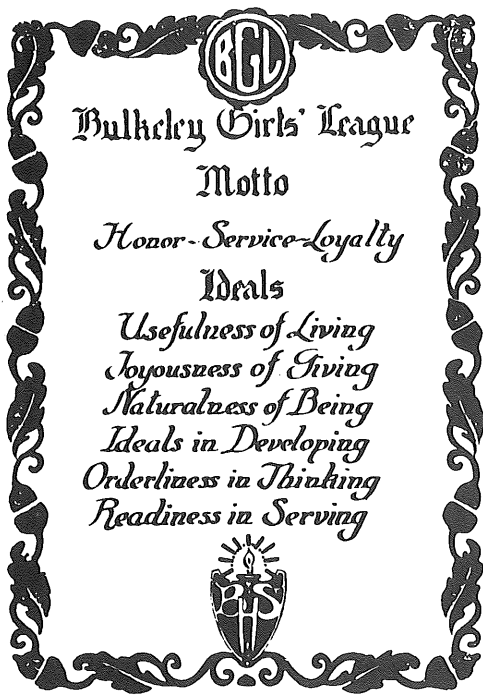 BGL
Bulkeley Girls' League
Motto
Honor-Service-Loyalty
Ideals
Usefulness of Living
Joyousness of Giving
Naturalness of Being
Ideals in Developing
Orderliness in Thinking
Readiness in Serving
BHS